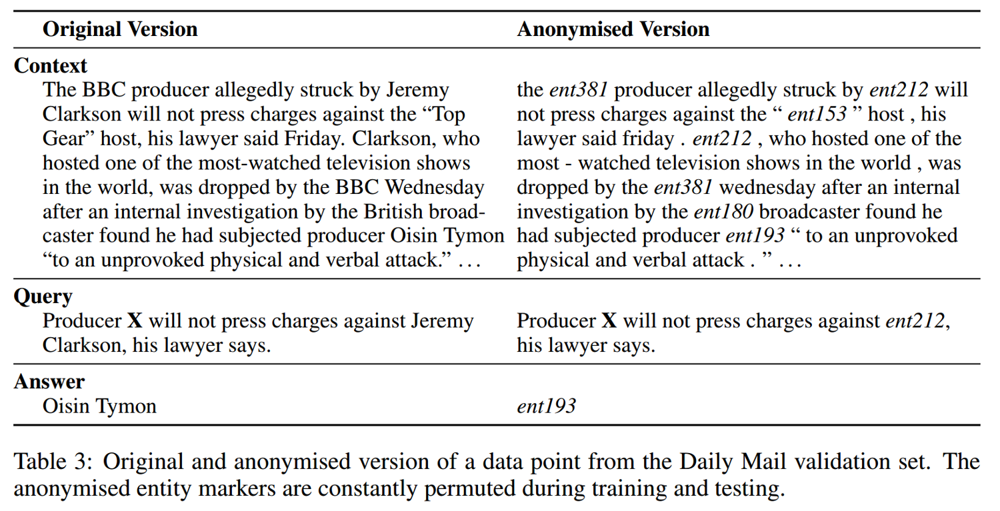 Original Version Anonymised Version
Context
The BBC producer allegedly struck by Jeremy
Clarkson will not press charges against the “Top
Gear” host, his lawyer said Friday. Clarkson, who
hosted one of the most-watched television shows
in the world, was dropped by the BBC Wednesday
after an internal investigation by the British broad-
caster found he had subjected producer Oisin Tymon
“to an unprovoked physical and verbal attack.” …
the ent381 producer allegedly struck by ent212 will
not press charges against the “ ent153 ” host , his
lawyer said friday . ent212 , who hosted one of the
most - watched television shows in the world , was
dropped by the ent381 wednesday after an internal
investigation by the ent180 broadcaster found he
had subjected producer ent193 “ to an unprovoked
physical and verbal attack . ” …
Query
Producer X will not press charges against Jeremy
Clarkson, his lawyer says.
Producer X will not press charges against ent212,
his lawyer says.
Answer
Oisin Tymon
ent193
Table 3: Original and anonymised version of a data point from the Daily Mail validation set. The
anonymised entity markers are constantly permuted during training and testing.